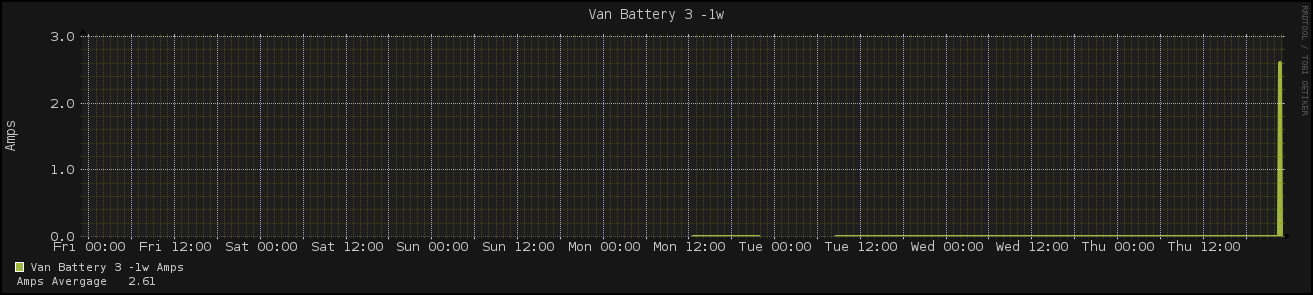 Van Battery 3 -1w
RRDTOOL / TOBI OETIKER
Amps
3.0
2.0
1.0
0.0
Fri 00:00 Fri 12:00 Sat 00:00 Sat 12:00 Sun 00:00 Sun 12:00 Mon 00:00 Mon 12:00 Tue 00:00 Tue 12:00 Wed 00:00 Wed 12:00 Thu 00:00 Thu 12:00
Van Battery 3 -1w Amps
Amps Avergage 2.61